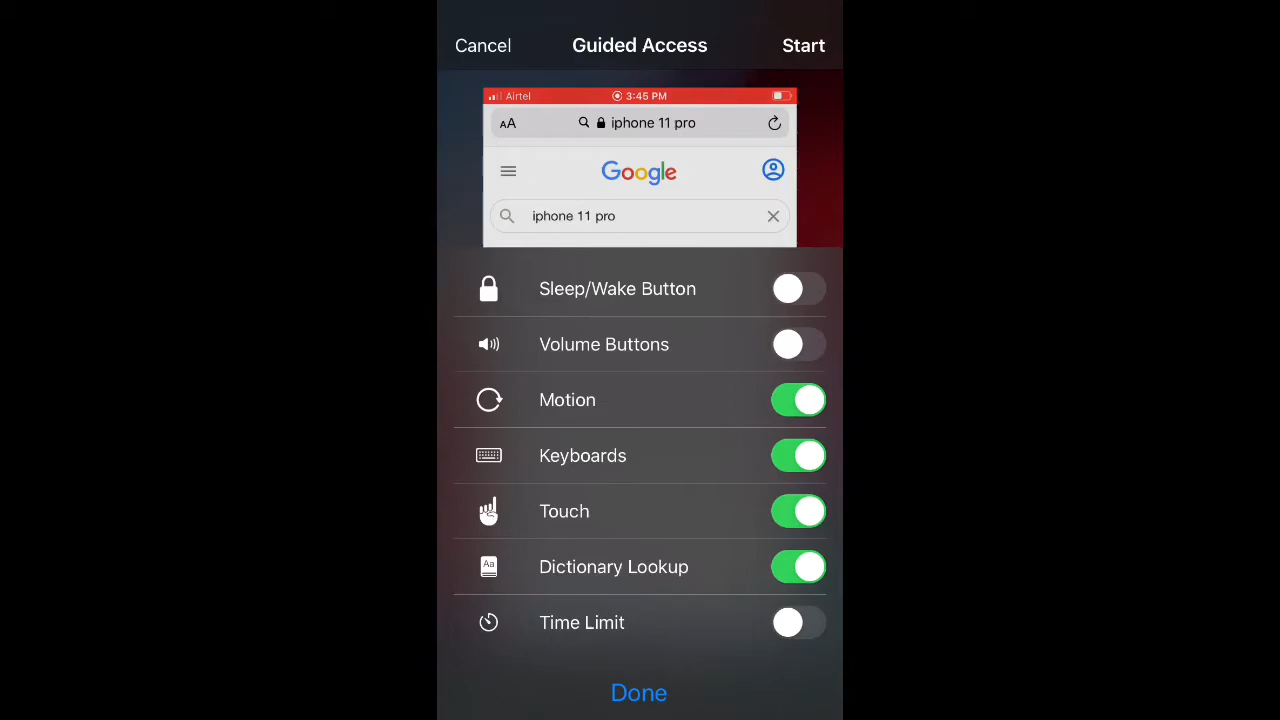 Cancel Guided Access Start
Airtel 3:45 PM
AA iphone 11 pro
Google
iphone 11 pro
Sleep/Wake Button
Volume Buttons
Motion
Keyboards
Touch
Aa Dictionary Lookup
Time Limit
Done